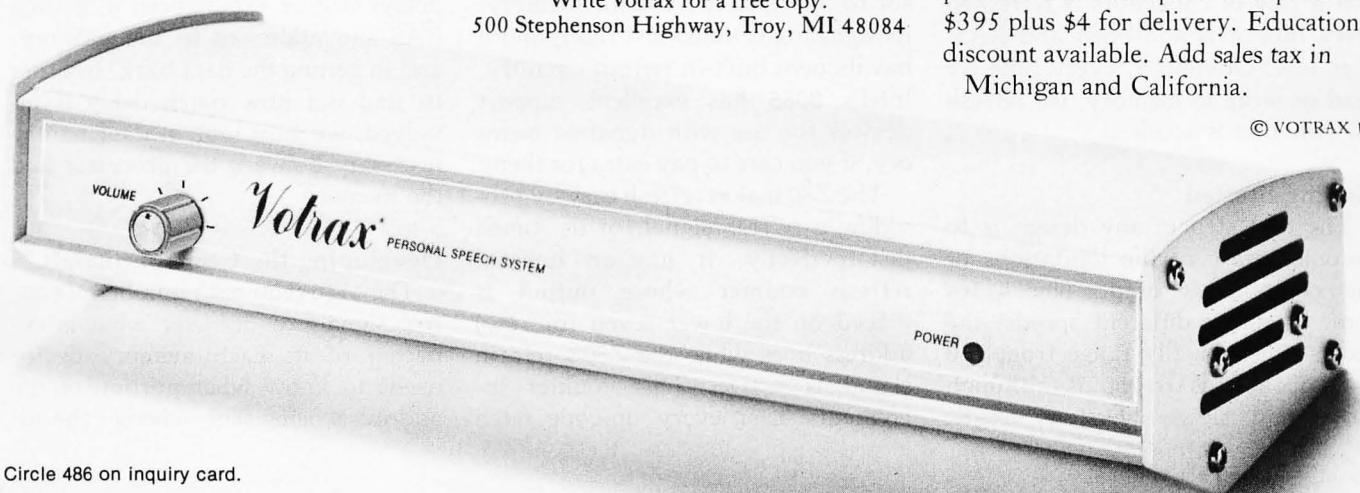 Write Votrax for a free copy.
500 Stephenson Highway, Troy, MI 48084
$395 plus $4 for delivery. Education
discount available. Add sales tax in
Michigan and California.
© VOTRAX
VOLUME
Votrax PERSONAL SPEECH SYSTEM
POWER
Circle 486 on inquiry card.